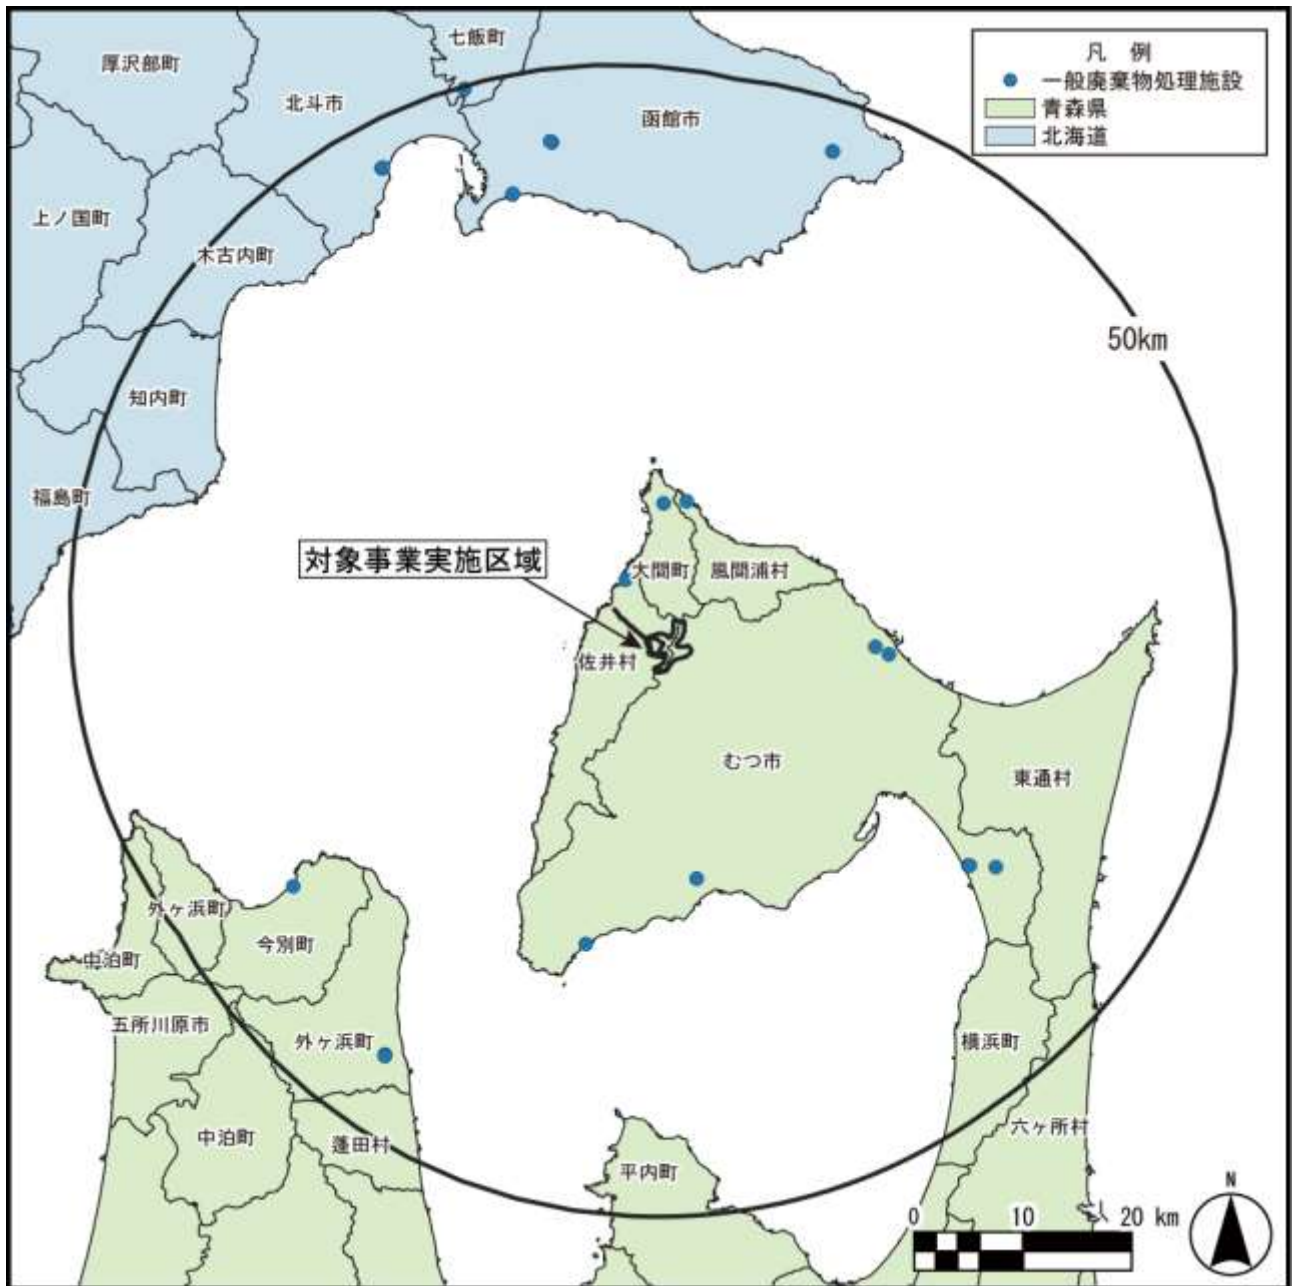 七飯町
厚沢部町
北斗市
函館市
凡 例
一般廃棄物処理施設
青森県
北海道
上ノ国町
木古内町
50km
知内町
福島町
対象事業実施区域
大間町
風間浦村
佐井村
むつ市
東通村
外ヶ浜町
今別町
中泊町
五所川原市
外ヶ浜町
横浜町
中泊町
蓬田村
六ヶ所村
平内町
N
0 10 20 km